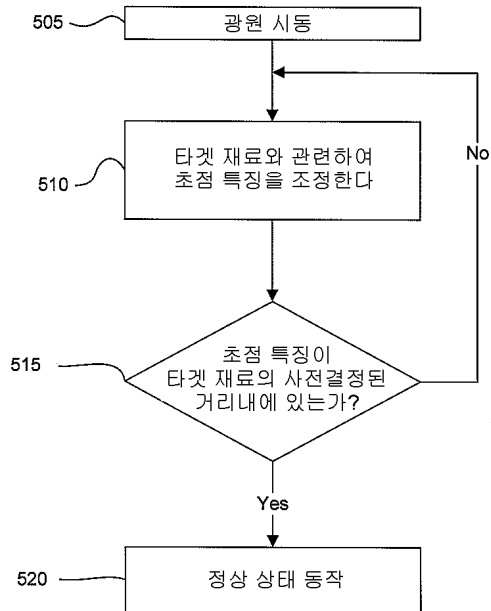 505
광원 시동
510
타겟 재료와 관련하여
초점 특징을 조정한다
No
515
초점 특징이
타겟 재료의 사전결정된
거리내에 있는가?
Yes
520
정상 상태 동작